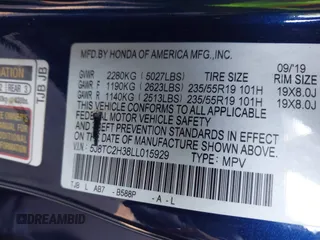 MFD.BY HONDA OF AMERICA MFG.,INC.
09/'19
GVWR 2280KG (5027LBS) TIRE SIZE RIM SIZE
GAWR F 1190KG (2623LBS) 235/55R19 101H 19X8.0J
GAWR R 1140KG (2513LBS) 235/55R19 101H 19X8.0J
THIS VEHICLE CONFORMS TO ALL APPLICABLE
FEDERAL MOTOR VEHICLE SAFETY
AND THEFT PREVENTION STANDARDS IN EFFECT ON
THE DATE OF MANUFACTURE SHOWN ABOVE.
V.I.N.: 5J8TC2H38LL015929 TYPE: MPV
TJB L AB7 - B588P - A - L
TJB JB
DREAMBID